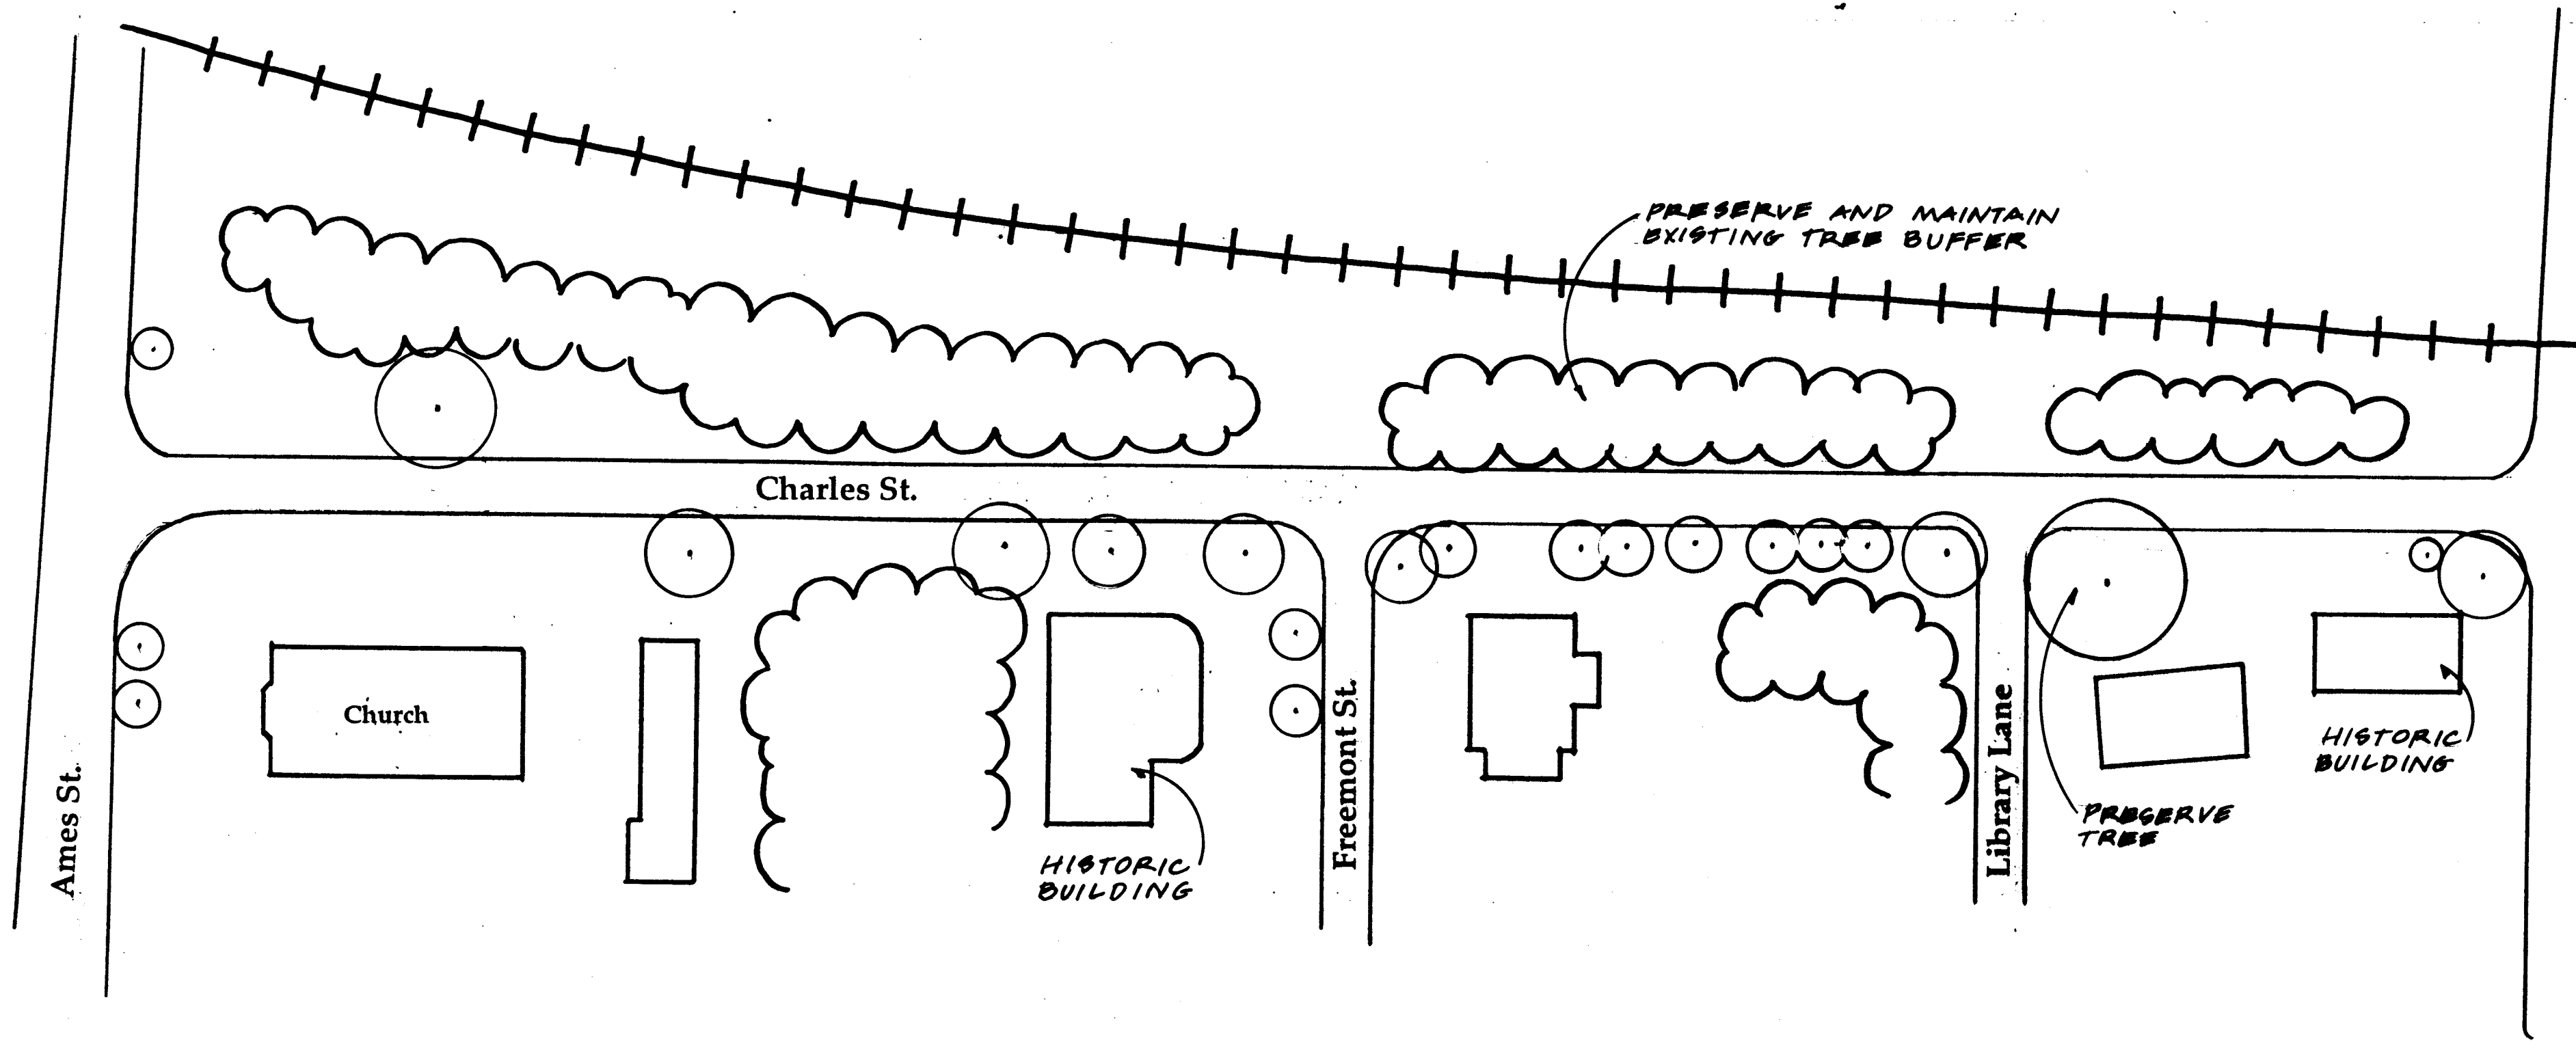 PRESERVE AND MAINTAIN
EXISTING TREE BUFFER
Charles St.
Church
Ames St.
HISTORIC
BUILDING
Freemont St.
Library Lane
PRESERVE
TREE
HISTORIC
BUILDING